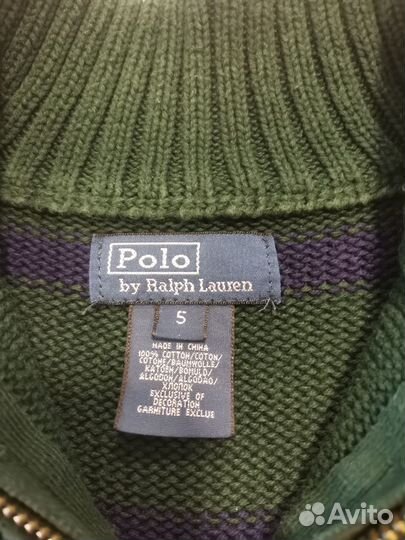 Polo
by Ralph Lauren
5
MADE IN CHINA
100% COTTON/COTON/
COTONE/BAUMWOLLE/
KATOEN/BOMULD/
ALGODON/ALGODAO/
ХЛОПОК
EXCLUSIVE OF
DECORATION
GARNITURE EXCLUE
Avito